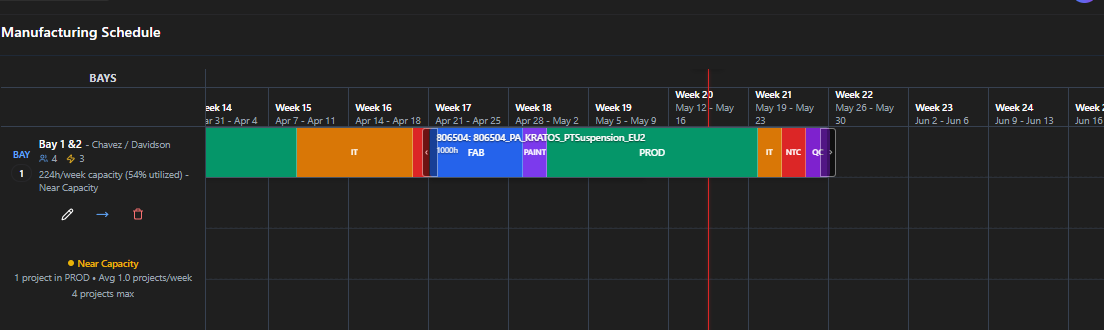 Manufacturing Schedule
BAYS
eek 14
ar 31 - Apr 4
Week 15
Apr 7 - Apr 11
Week 16
Apr 14 - Apr 18
Week 17
Apr 21 - Apr 25
Week 18
Apr 28 - May 2
Week 19
May 5 - May 9
Week 20
May 12 - May
16
Week 21
May 19 - May
23
Week 22
May 26 - May
30
Week 23
Jun 2 - Jun 6
Week 24
Jun 9 - Jun 13
Week 2
Jun 16
BAY
1
Bay 1 &2 - Chavez / Davidson
4 3
224h/week capacity (54% utilized) -
Near Capacity
Near Capacity
1 project in PROD • Avg 1.0 projects/week
4 projects max
806504: 806504_PA_KRATOS_PTSuspension_EU2
1000h
IT
FAB
PAINT
PROD
IT
NTC
QC